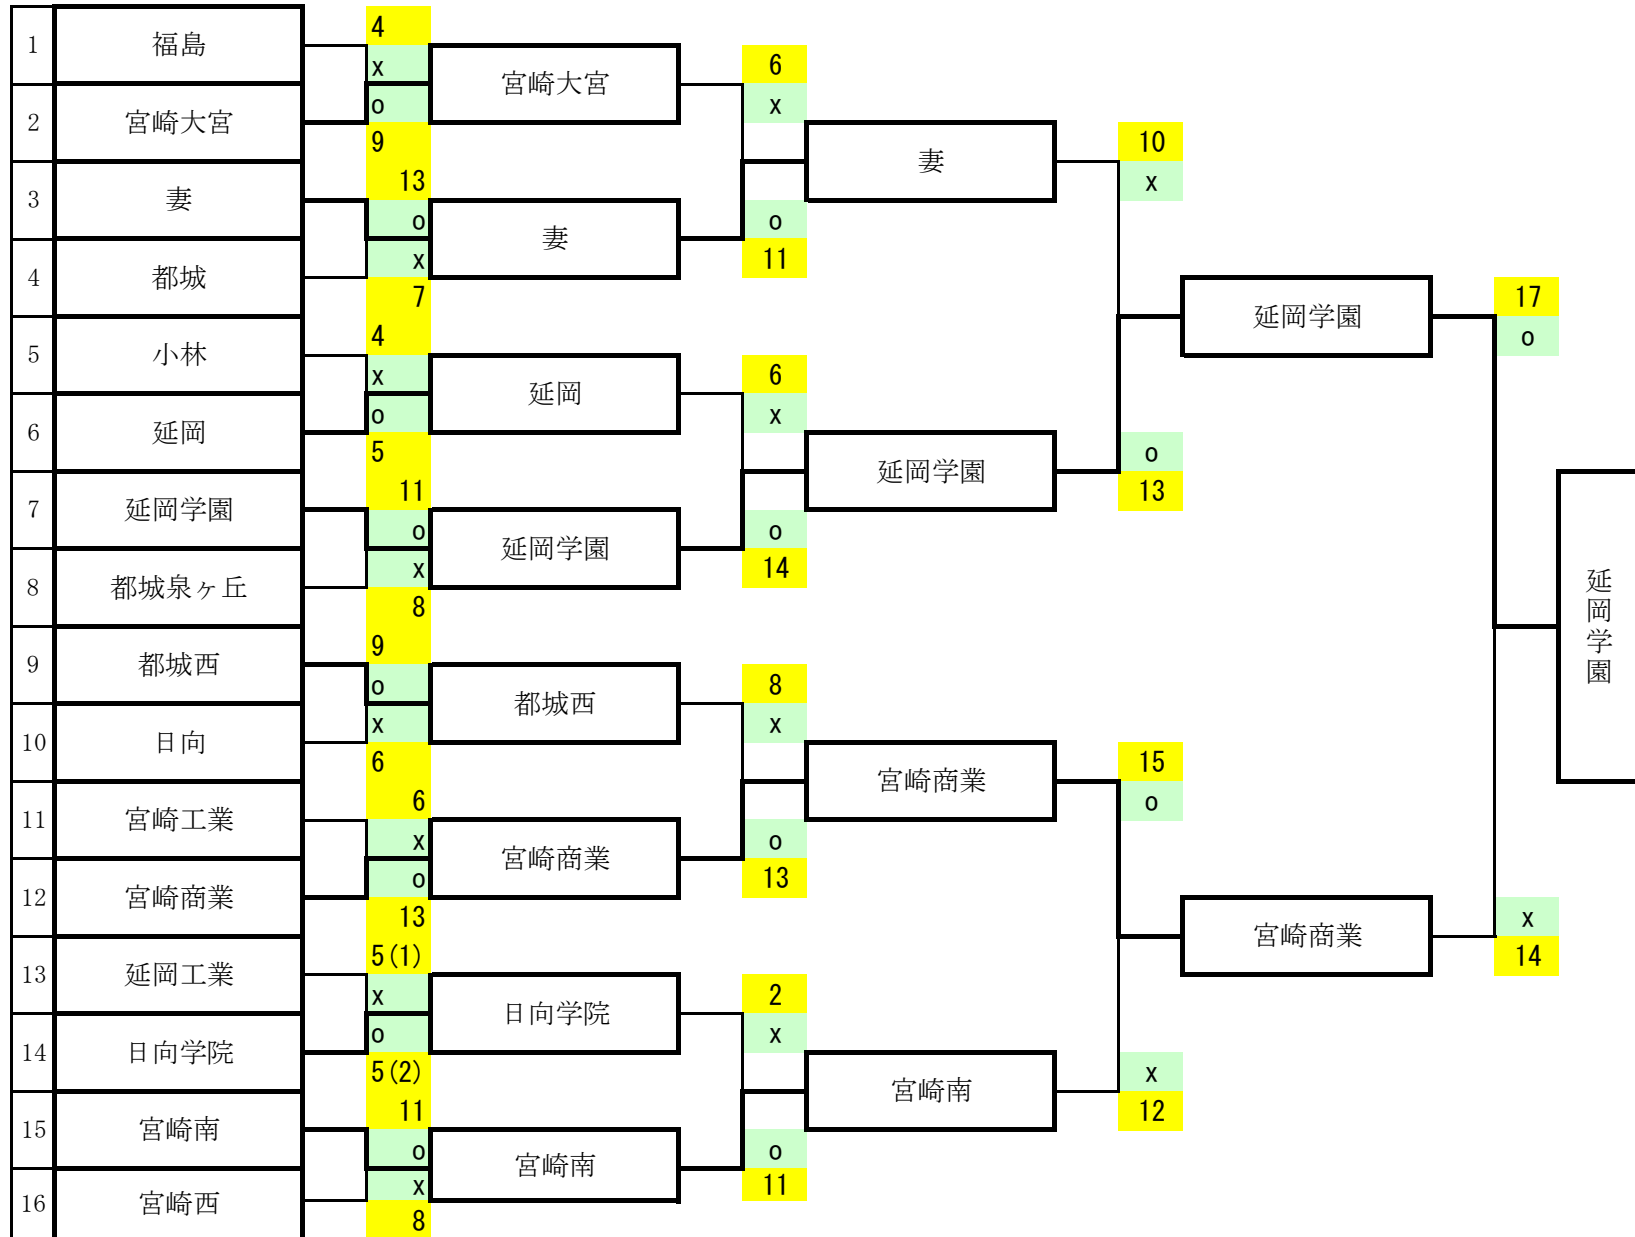 1 福島 4
x
宮崎大宮 6
2 宮崎大宮 o
x
9
妻 10
13
x
3 妻
o
妻 o
4 都城 x
11
7
延岡学園 17
4
o
5 小林
x
延岡 6
6 延岡 o
x
5
延岡学園 o
11
13
7 延岡学園
o
延岡学園 o
8 都城泉ヶ丘 x
14
8
延岡学園
9
9 都城西
o
都城西 8
10 日向 x
x
6
宮崎商業 15
6
o
11 宮崎工業
x
宮崎商業 o
12 宮崎商業 o
13
13
宮崎商業 x
5(1)
14
13 延岡工業
x
日向学院 2
14 日向学院 o
x
5(2)
宮崎南 x
11
12
15 宮崎南
o
宮崎南 o
x
11
16 宮崎西
8